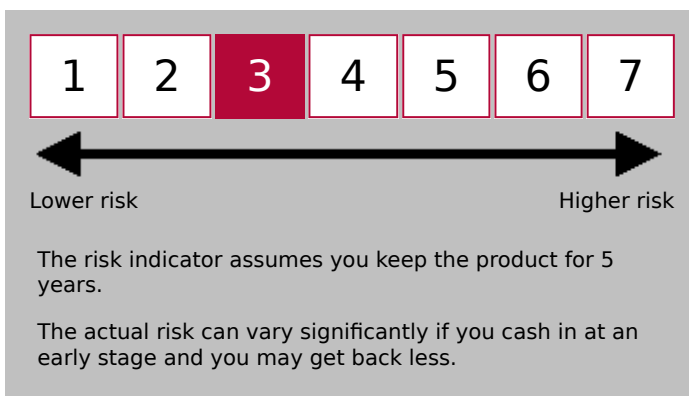 1 2 3 4 5 6 7
Lower risk Higher risk
The risk indicator assumes you keep the product for 5
years.
The actual risk can vary significantly if you cash in at an
early stage and you may get back less.